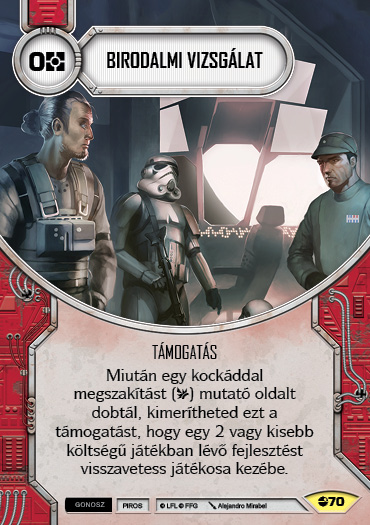 0
BIRODALMI VIZSGÁLAT
TÁMOGATÁS
Miután egy kockáddal
megszakítást () mutató oldalt
dobtál, kimerítheted ezt a
támogatást, hogy egy 2 vagy kisebb
költségű játékban lévő fejlesztést
visszavetess játékosa kezébe.
GONOSZ PIROS © LFL © FFG Alejandro Mirabel 70